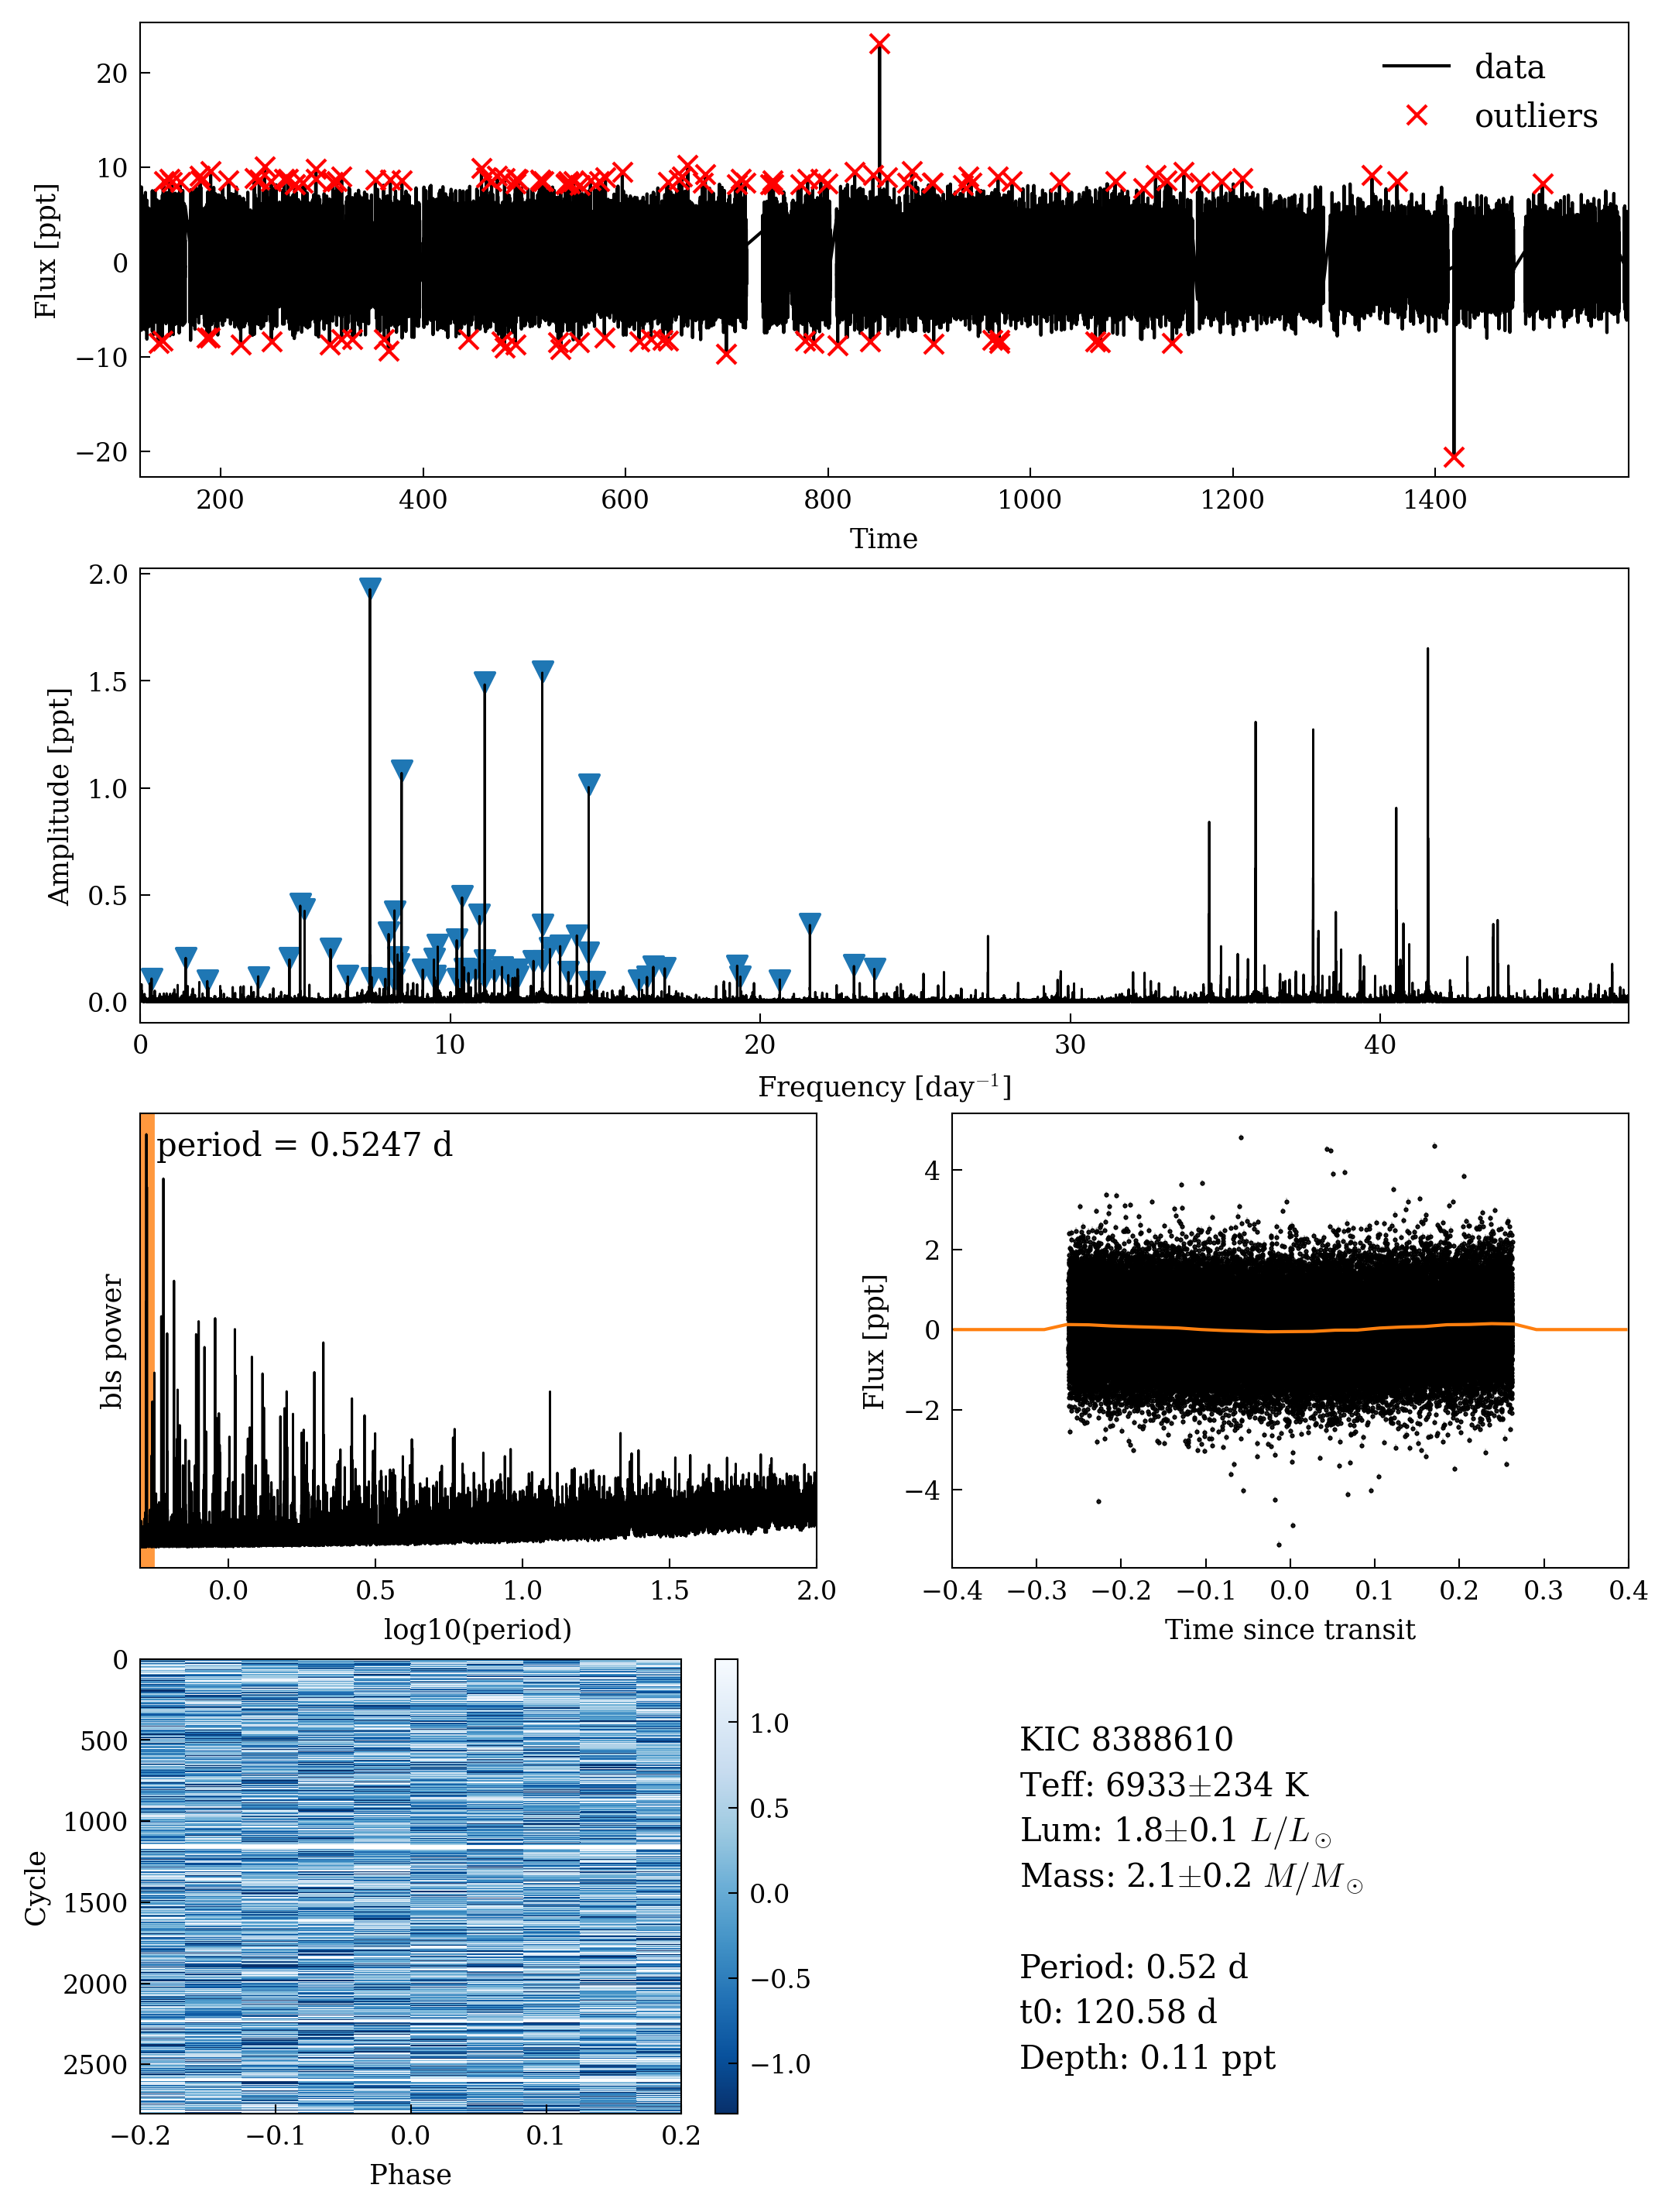 20
10
0
−10
−20
Flux [ppt]
data
outliers
200 400 600 800 1000 1200 1400
Time
2.0
1.5
1.0
0.5
0.0
Amplitude [ppt]
0 10 20 30 40
Frequency [day⁻¹]
period = 0.5247 d
bls power
0.0 0.5 1.0 1.5 2.0
log10(period)
4
2
0
−2
−4
Flux [ppt]
−0.4 −0.3 −0.2 −0.1 0.0 0.1 0.2 0.3 0.4
Time since transit
0
500
1000
1500
2000
2500
Cycle
−0.2 −0.1 0.0 0.1 0.2
Phase
1.0
0.5
0.0
−0.5
−1.0
KIC 8388610
Teff: 6933±234 K
Lum: 1.8±0.1 L/L⊙
Mass: 2.1±0.2 M/M⊙
Period: 0.52 d
t0: 120.58 d
Depth: 0.11 ppt